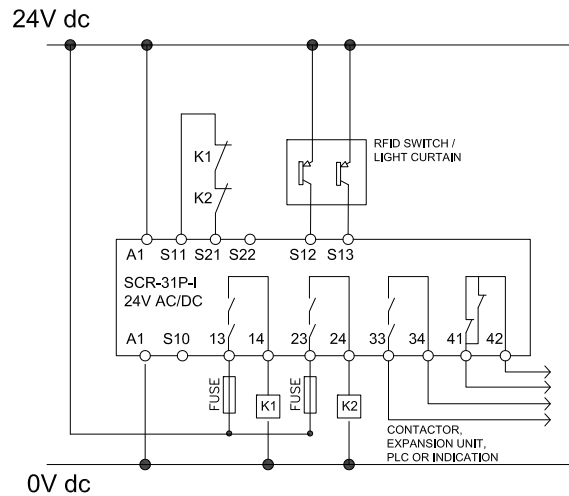 24V dc
K1
K2
RFID SWITCH /
LIGHT CURTAIN
A1 S11 S21 S22 S12 S13
SCR-31P-I
24V AC/DC
A1 S10 13 14 23 24 33 34 41 42
FUSE K1 FUSE K2
CONTACTOR,
EXPANSION UNIT,
PLC OR INDICATION
0V dc